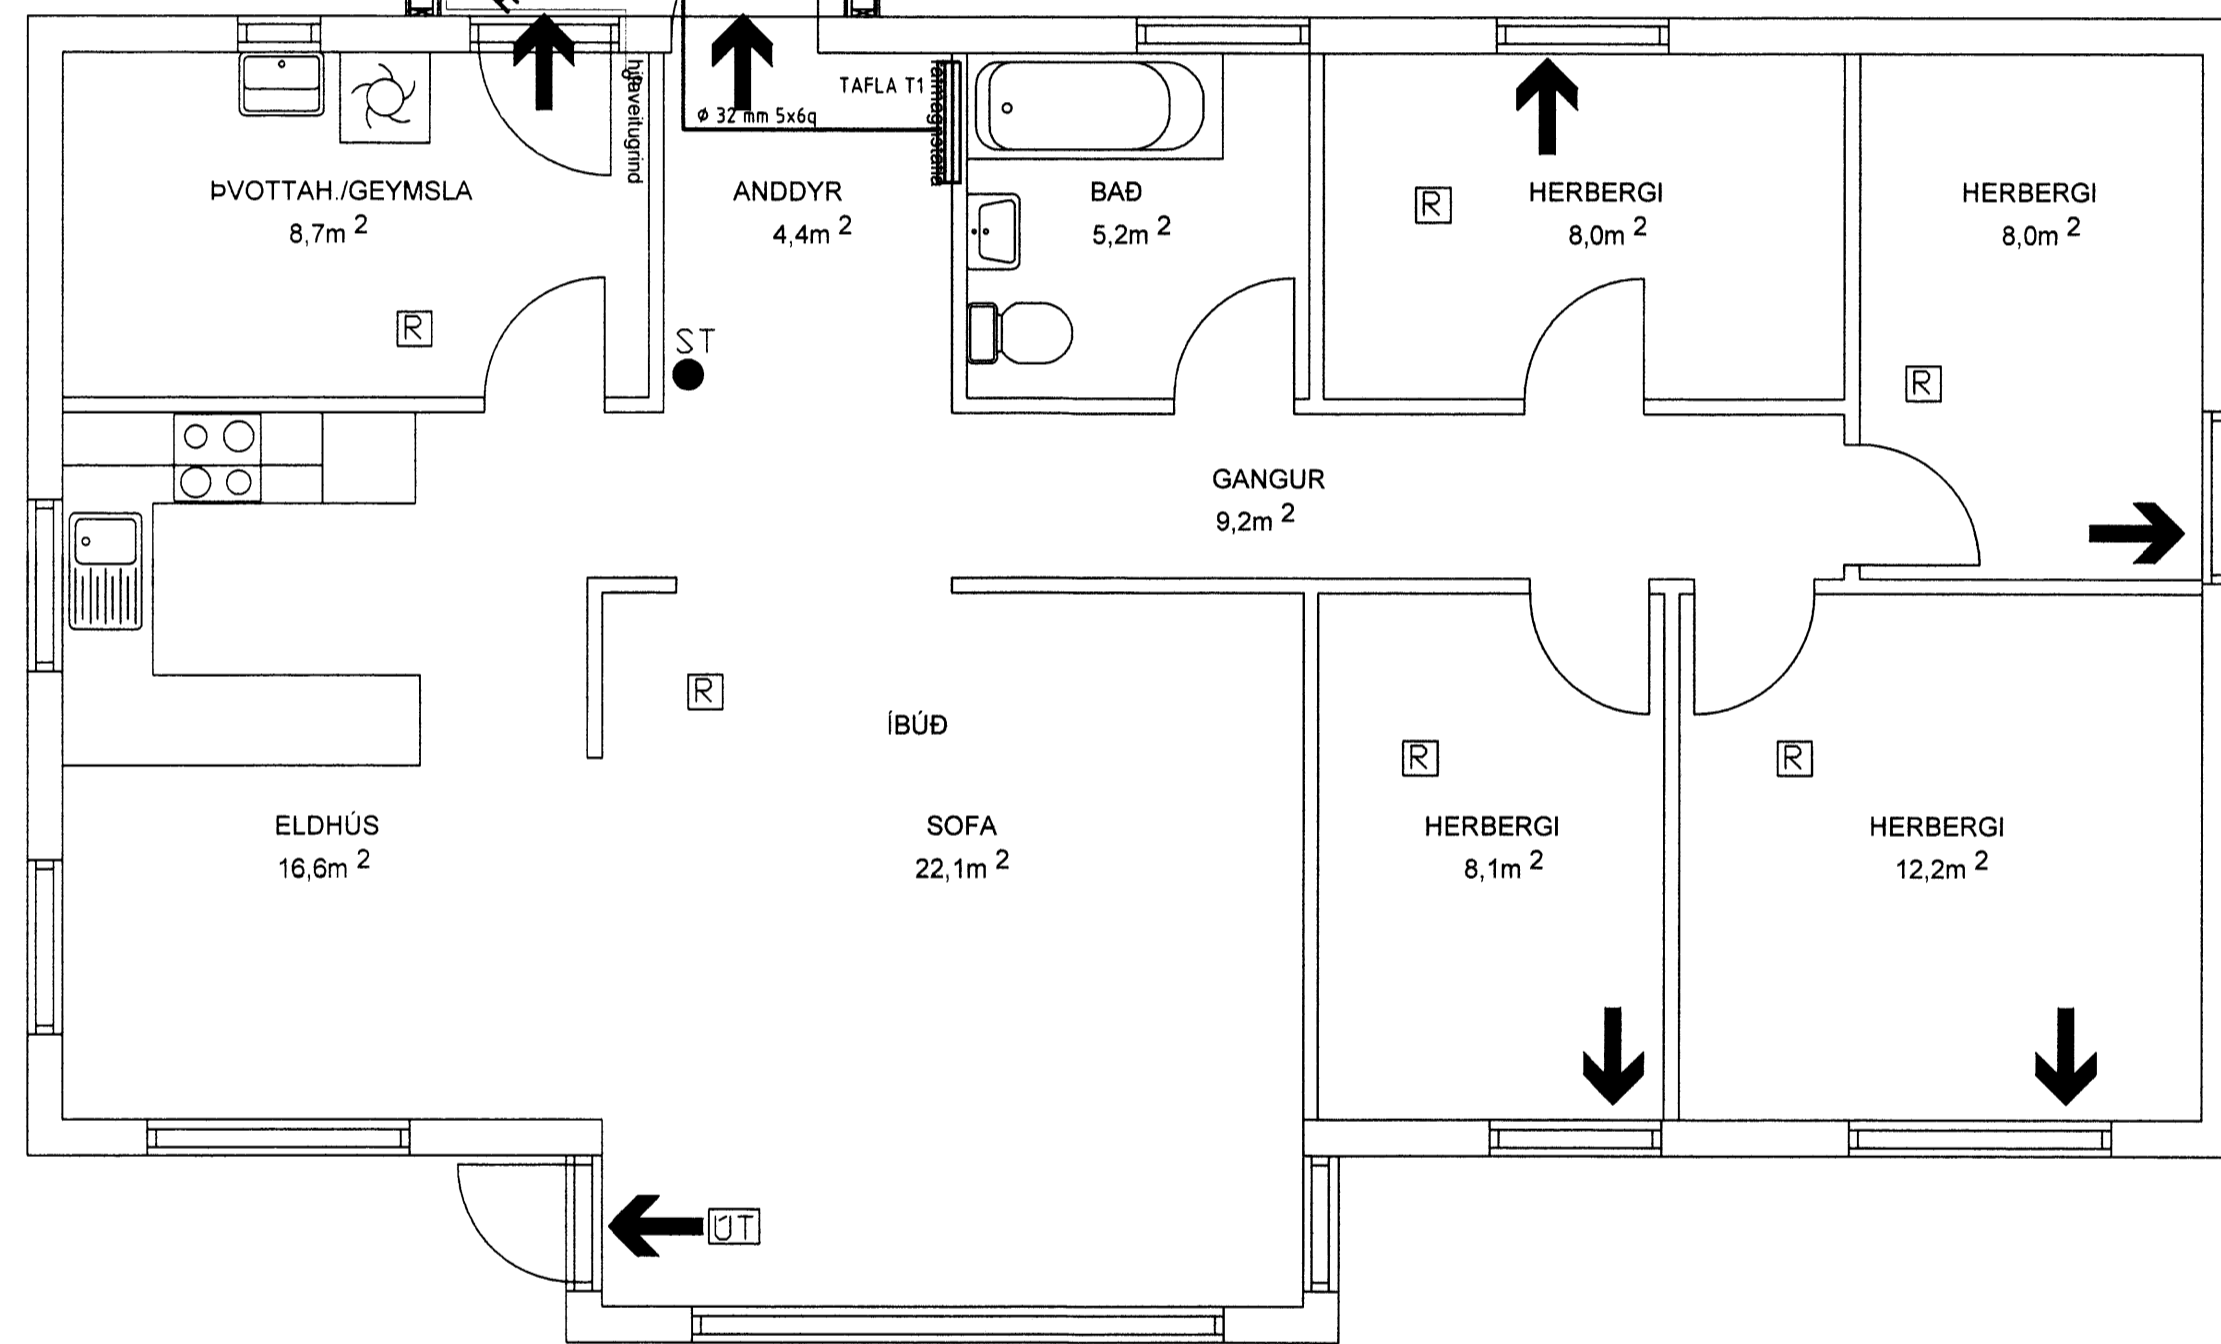 TAFLA T1
ø 32 mm 5x6q
hitaveitugrind
ÞVOTTAH./GEYMSLA
8,7m 2
ANDDYR
4,4m 2
BAÐ
5,2m 2
HERBERGI
8,0m 2
HERBERGI
8,0m 2
R
R
R
ST
GANGUR
9,2m 2
R
ÍBÚÐ
R
R
ELDHÚS
16,6m 2
SOFA
22,1m 2
HERBERGI
8,1m 2
HERBERGI
12,2m 2
ÚT